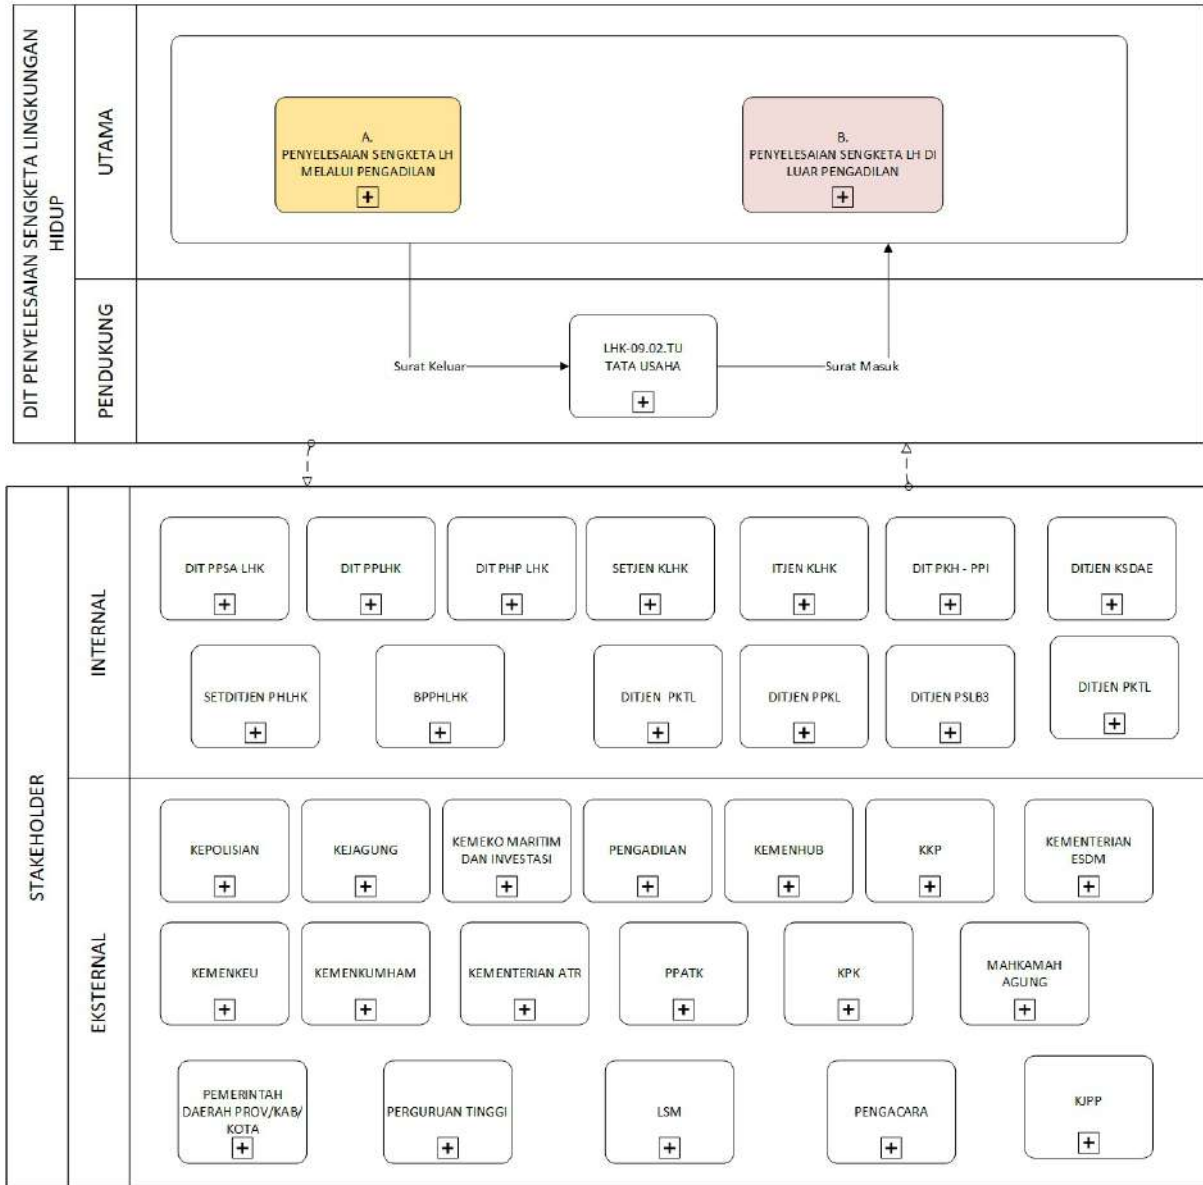 DIT PENYELESAIAN SENGKETA LINGKUNGAN
HIDUP
UTAMA
A.
PENYELESAIAN SENGKETA LH
MELALUI PENGADILAN
B.
PENYELESAIAN SENGKETA LH DI
LUAR PENGADILAN
PENDUKUNG
Surat Keluar
LHK-09.02.TU
TATA USAHA
Surat Masuk
STAKEHOLDER
INTERNAL
DIT PPSA LHK
DIT PPLHK
DIT PHP LHK
SETJEN KLHK
ITJEN KLHK
DIT PKH - PPI
DITJEN KSDAE
SETDITJEN PHLHK
BPPHLHK
DITJEN PKTL
DITJEN PPKL
DITJEN PSLB3
DITJEN PKTL
EKSTERNAL
KEPOLISIAN
KEJAGUNG
KEMEKO MARITIM
DAN INVESTASI
PENGADILAN
KEMENHUB
KKP
KEMENTERIAN
ESDM
KEMENKEU
KEMENKUMHAM
KEMENTERIAN ATR
PPATK
KPK
MAHKAMAH
AGUNG
PEMERINTAH
DAERAH PROV/KAB/
KOTA
PERGURUAN TINGGI
LSM
PENGACARA
KJPP